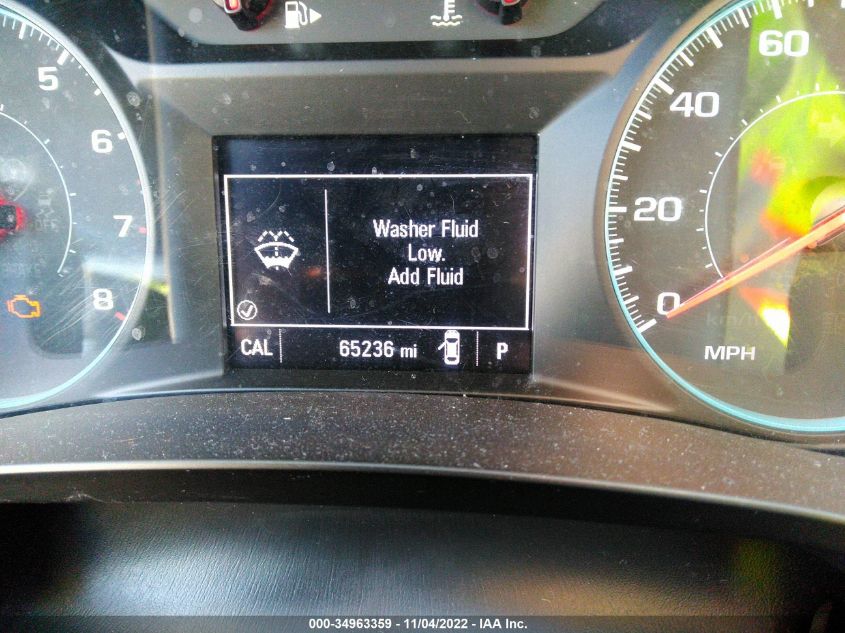 5
6
7
8
60
40
20
0
MPH
Washer Fluid
Low.
Add Fluid
CAL 65236 mi P
000-34963359 - 11/04/2022 - IAA Inc.